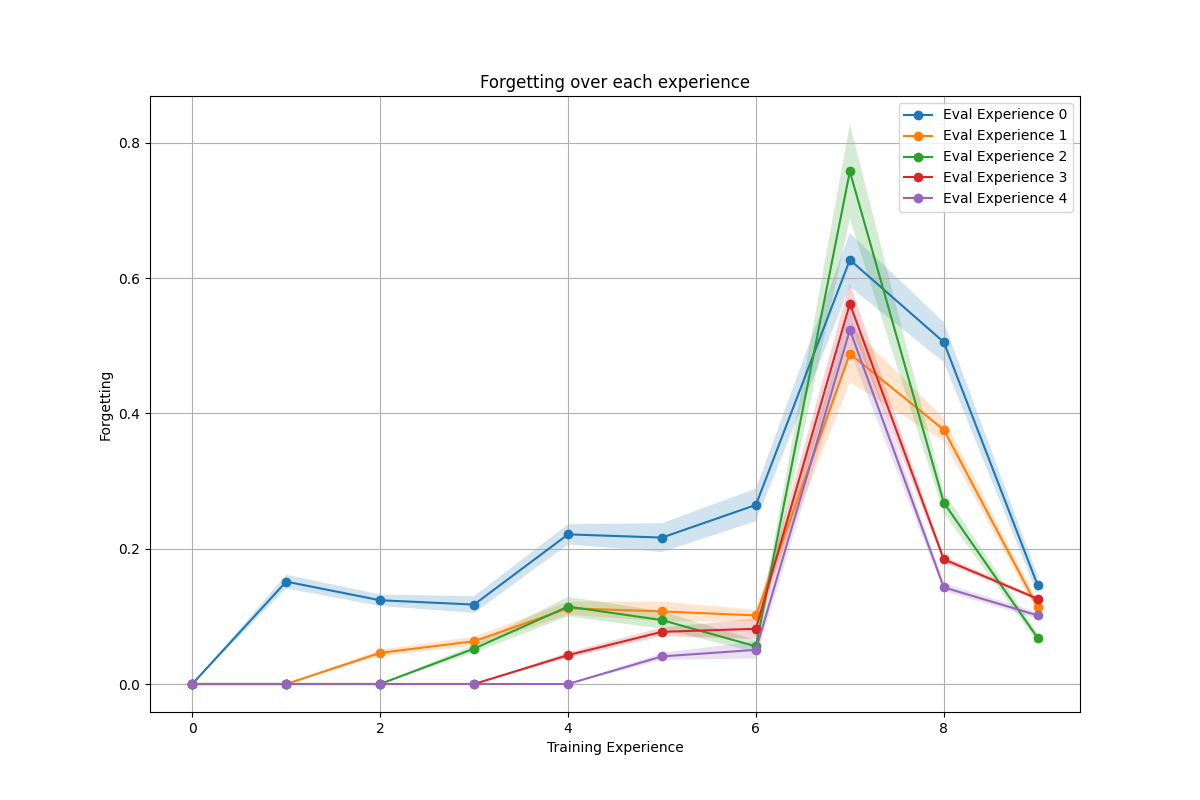 Forgetting over each experience
Eval Experience 0
Eval Experience 1
Eval Experience 2
Eval Experience 3
Eval Experience 4
0.8
0.6
0.4
0.2
0.0
Forgetting
0 2 4 6 8
Training Experience